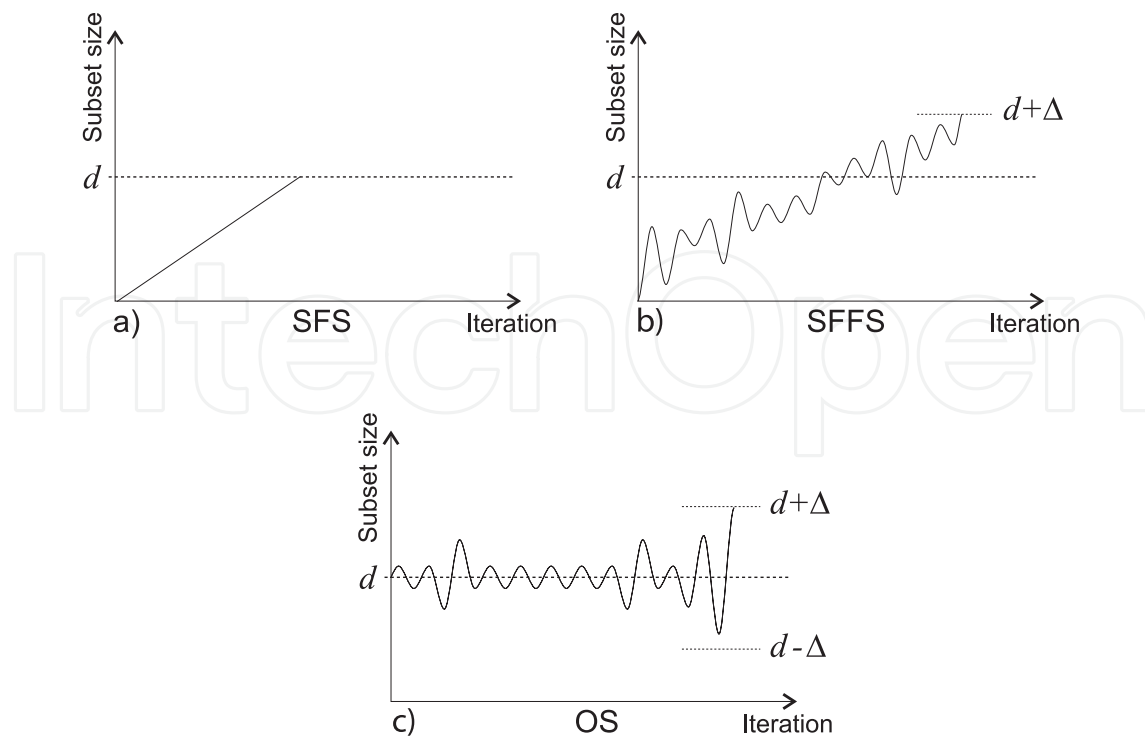 Subset size
d
a)
SFS
Iteration
Subset size
d
d+Δ
b)
SFFS
Iteration
IntechOpen
Subset size
d
d+Δ
d-Δ
c)
OS
Iteration